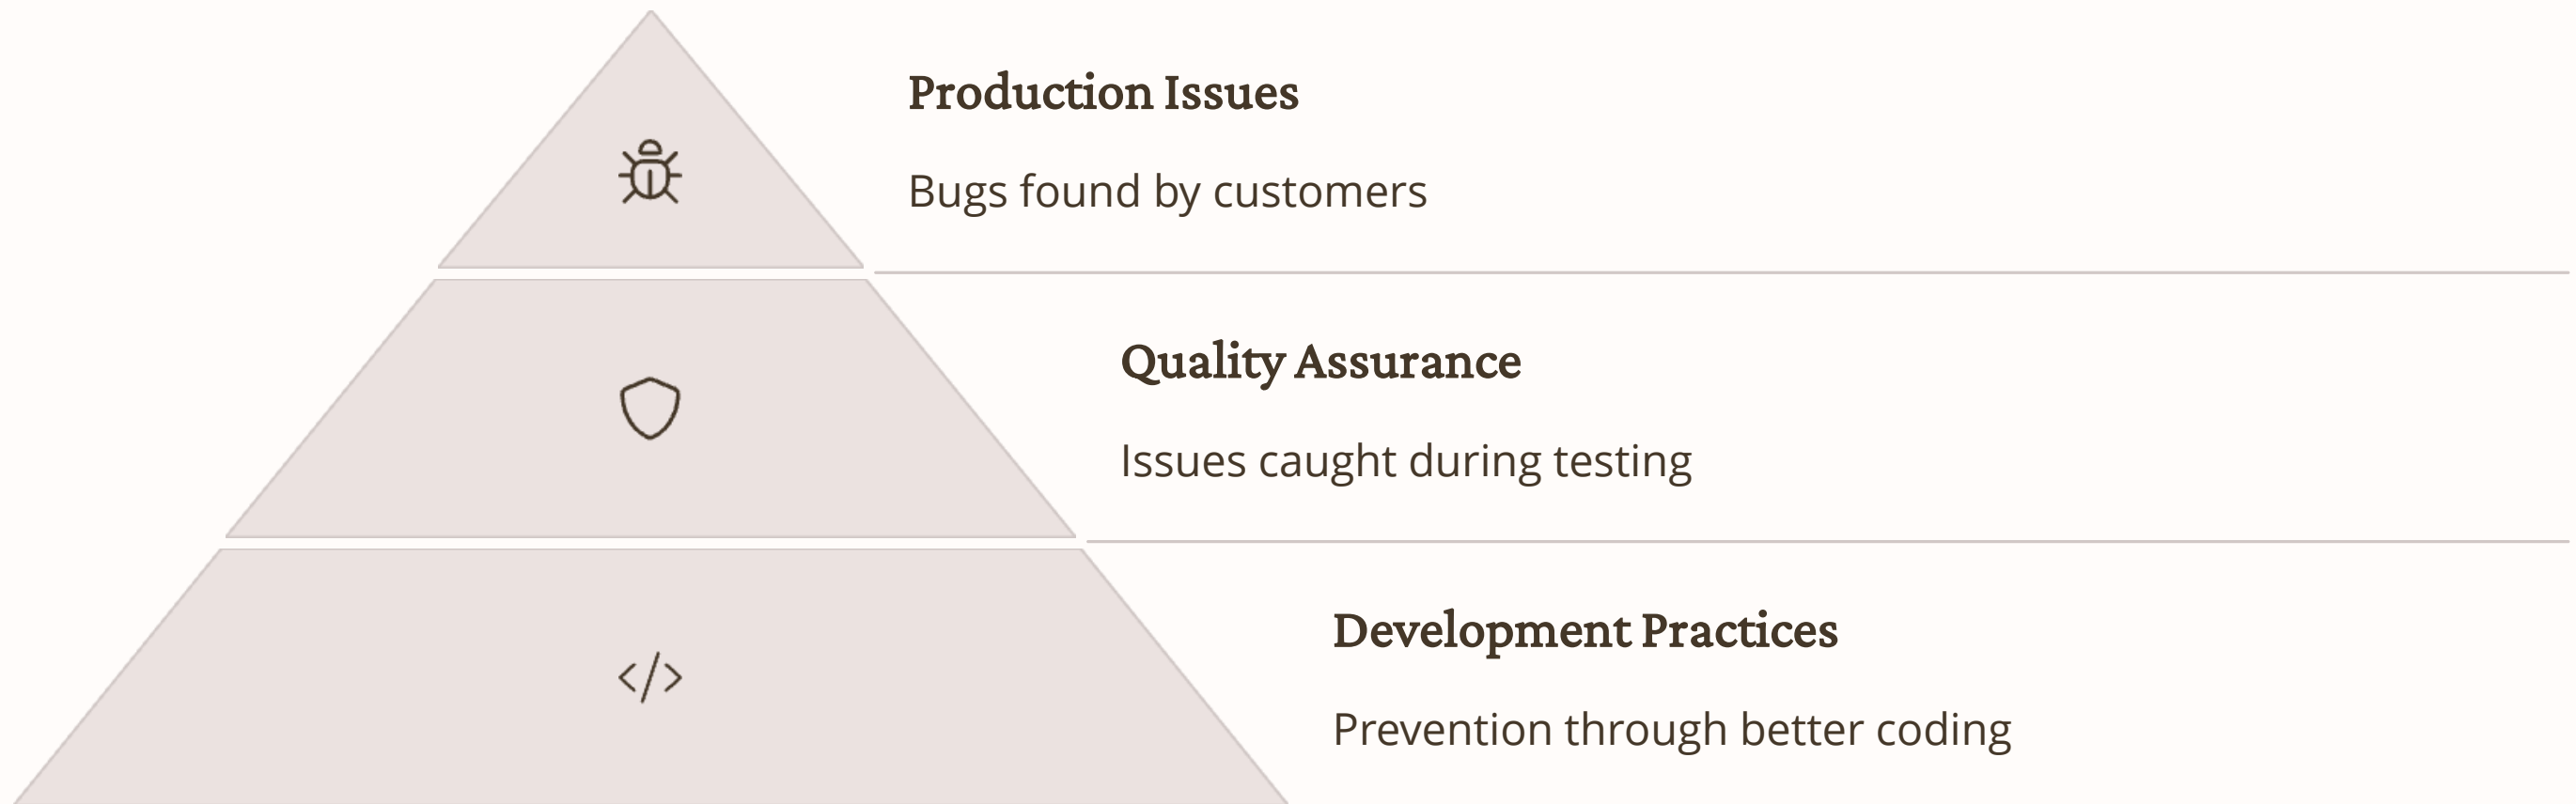 Production Issues
Bugs found by customers
Quality Assurance
Issues caught during testing
Development Practices
Prevention through better coding